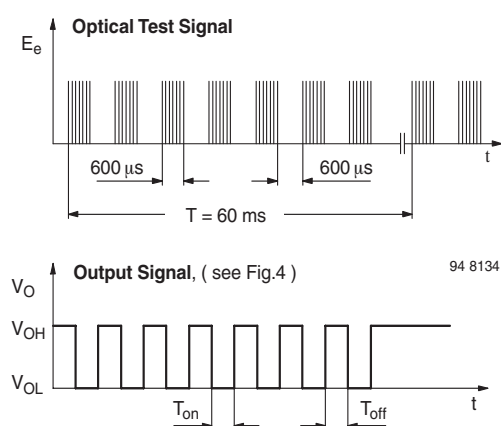 Optical Test Signal
Ee
t
600 µs
600 µs
T = 60 ms
Output Signal, ( see Fig.4 )
94 8134
VO
VOH
VOL
t
Ton
Toff